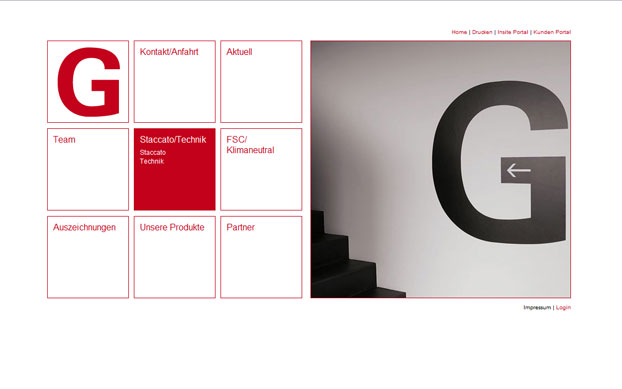 Home | Drucken | Insite Portal | Kunden Portal
G
Kontakt/Anfahrt
Aktuell
Team
Staccato/Technik
Staccato
Technik
FSC/
Klimaneutral
Auszeichnungen
Unsere Produkte
Partner
G
Impressum | Login